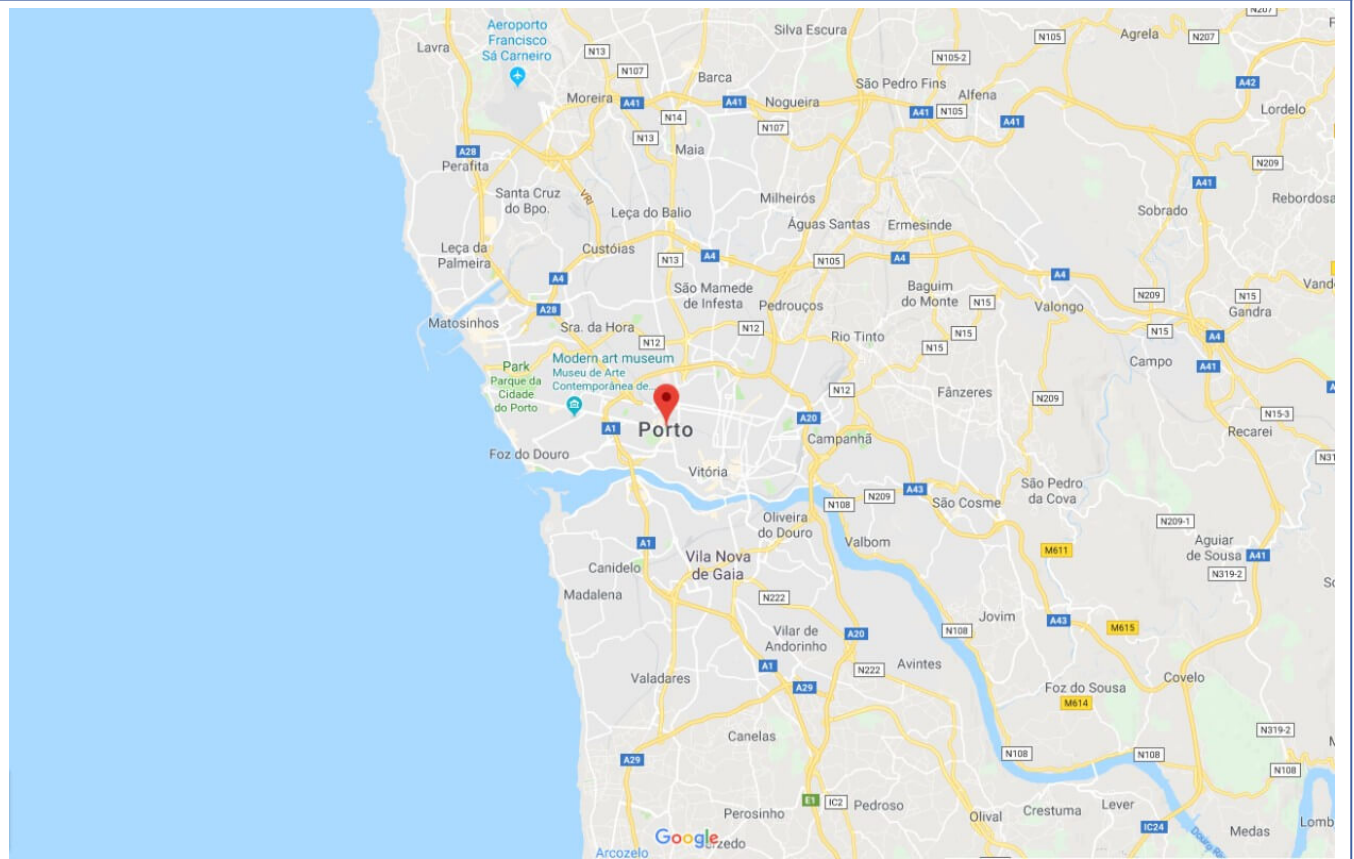 N207
Aeroporto
Francisco
Sá Carneiro
Lavra
Silva Escura
N105
Agrela
N207
N13
N107
Barca
N105-2
São Pedro Fins
A42
Moreira
A41
A41
Nogueira
Alfena
A41
N105
A41
Lordelo
N14
N107
N13
Maia
A28
Perafita
N209
A41
Santa Cruz
do Bpo.
VRI
Milheirós
Rebordosa
Leça do Balio
Sobrado
Águas Santas
Ermesinde
Leça da
Palmeira
Custóias
N13
A4
N105
A4
A4
A4
São Mamede
de Infesta
Pedrouços
Baguim
do Monte
N15
Valongo
N209
N15
Gandra
A28
Matosinhos
Sra. da Hora
N12
N12
Rio Tinto
N15
N15
N15
A4
Modern art museum
Museu de Arte
Contemporânea de...
Park
Parque da
Cidade
do Porto
Campo
A41
N12
Fânzeres
N209
N15-3
A1
Porto
A20
Campanhã
Recarei
Foz do Douro
Vitória
A43
São Pedro
da Cova
N108
N209
São Cosme
Oliveira
do Douro
N209-1
A1
Valbom
Aguiar
de Sousa
A41
Vila Nova
de Gaia
M611
Canidelo
N319-2
Madalena
N222
Jovim
A43
M615
Vilar de
Andorinho
A20
N108
A1
N222
Avintes
Valadares
A29
Foz do Sousa
Covelo
M614
Canelas
N319-2
A29
N108
N108
N108
E1
IC2
Pedroso
Perosinho
Olival
Crestuma
Lever
IC24
Medas
Google
Arcozelo